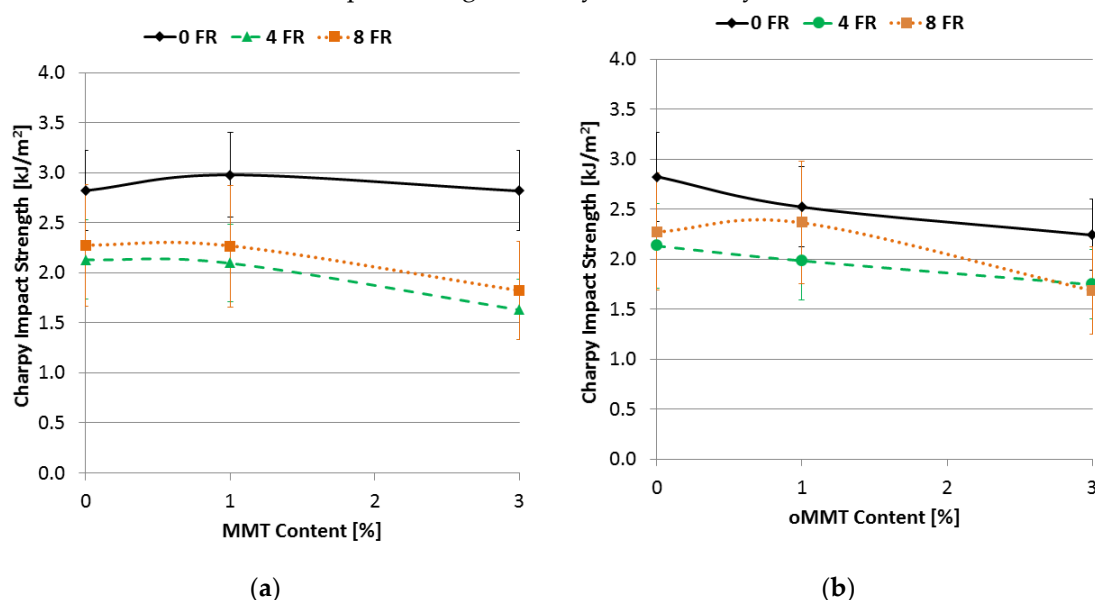 0 FR 4 FR 8 FR
Charpy Impact Strength [kJ/m²]
4.0
3.5
3.0
2.5
2.0
1.5
1.0
0.5
0.0
0 1 2 3
MMT Content [%]
(a)
0 FR 4 FR 8 FR
Charpy Impact Strength [kJ/m²]
4.0
3.5
3.0
2.5
2.0
1.5
1.0
0.5
0.0
0 1 2 3
oMMT Content [%]
(b)